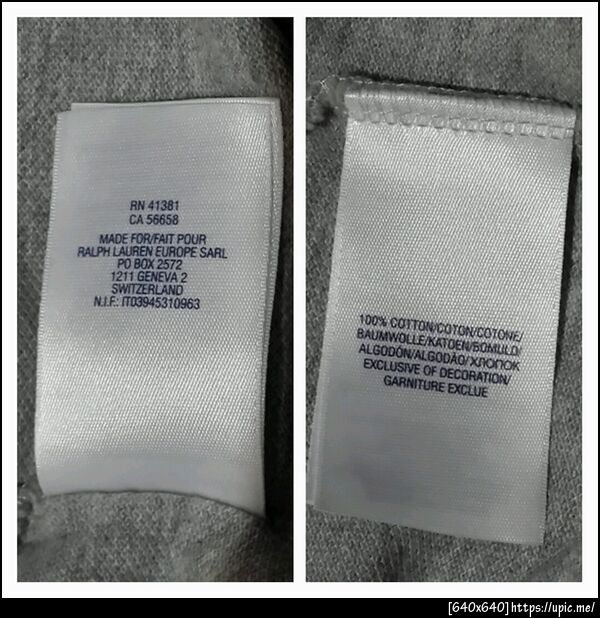 RN 41381
CA 56658
MADE FOR/FAIT POUR
RALPH LAUREN EUROPE SARL
PO BOX 2572
1211 GENEVA 2
SWITZERLAND
N.I.F.: IT03945310963
100% COTTON/COTON/COTONE/
BAUMWOLLE/KATOEN/BOMULD/
ALGODÓN/ALGODÃO/ХЛОПОК
EXCLUSIVE OF DECORATION/
GARNITURE EXCLUE
[640x640] https://upic.me/